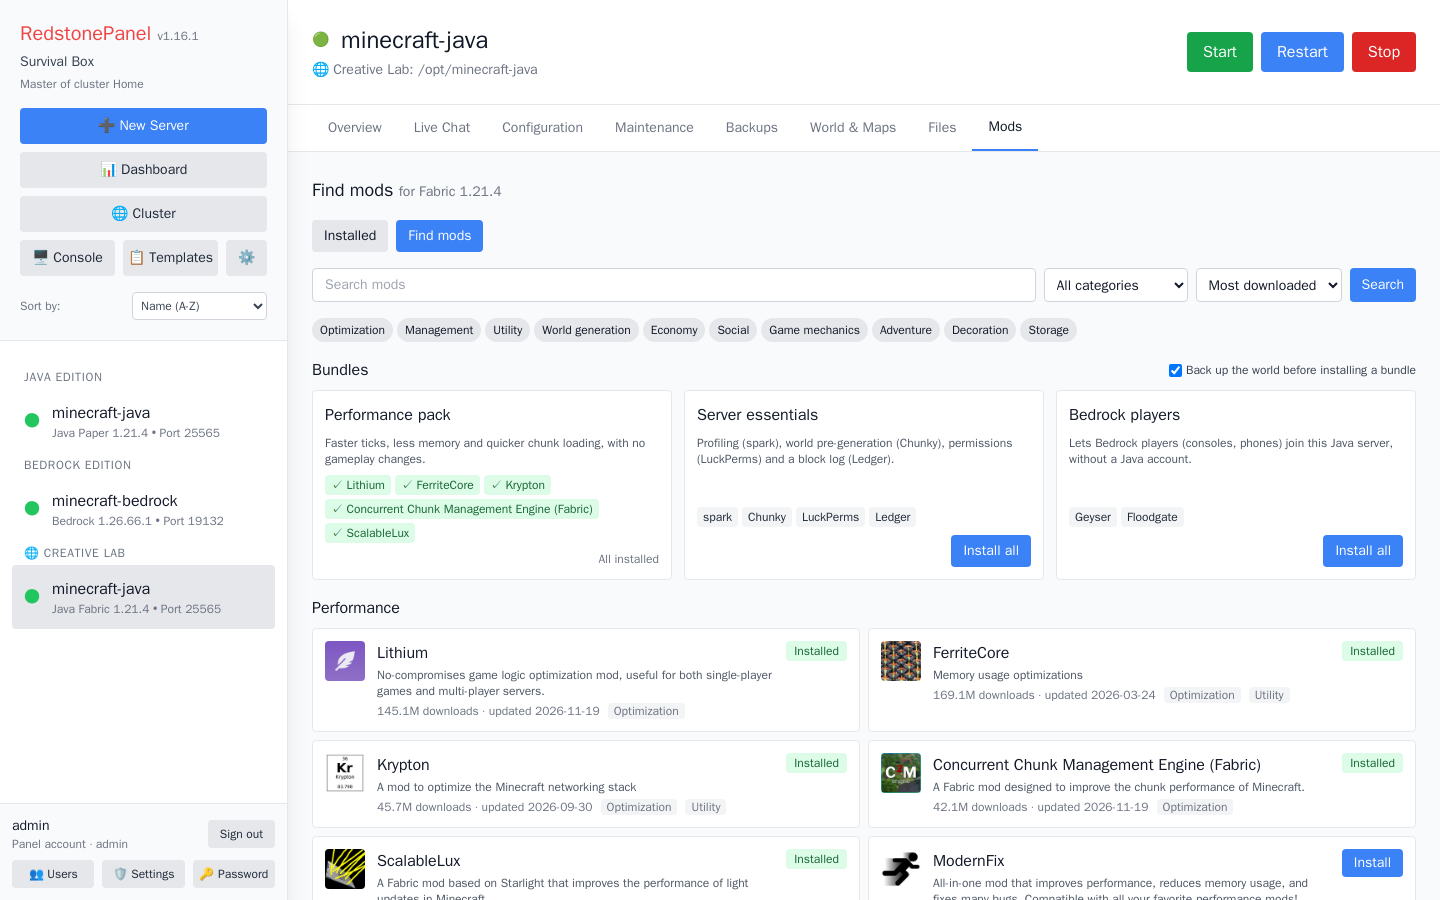 RedstonePanel v1.16.1
Survival Box
Master of cluster Home
➕ New Server
📊 Dashboard
🌐 Cluster
🖥️ Console
📋 Templates
⚙️
Sort by:
Name (A-Z)
JAVA EDITION
minecraft-java
Java Paper 1.21.4 • Port 25565
BEDROCK EDITION
minecraft-bedrock
Bedrock 1.26.66.1 • Port 19132
🌐 CREATIVE LAB
minecraft-java
Java Fabric 1.21.4 • Port 25565
admin
Panel account · admin
Sign out
👥 Users
🛡️ Settings
🔑 Password
minecraft-java
🌐 Creative Lab: /opt/minecraft-java
Start
Restart
Stop
Overview
Live Chat
Configuration
Maintenance
Backups
World & Maps
Files
Mods
Find mods for Fabric 1.21.4
Installed
Find mods
Search mods
All categories
Most downloaded
Search
Optimization
Management
Utility
World generation
Economy
Social
Game mechanics
Adventure
Decoration
Storage
Bundles
Back up the world before installing a bundle
Performance pack
Faster ticks, less memory and quicker chunk loading, with no
gameplay changes.
✓ Lithium
✓ FerriteCore
✓ Krypton
✓ Concurrent Chunk Management Engine (Fabric)
✓ ScalableLux
All installed
Server essentials
Profiling (spark), world pre-generation (Chunky), permissions
(LuckPerms) and a block log (Ledger).
spark
Chunky
LuckPerms
Ledger
Install all
Bedrock players
Lets Bedrock players (consoles, phones) join this Java server,
without a Java account.
Geyser
Floodgate
Install all
Performance
Lithium
Installed
No-compromises game logic optimization mod, useful for both single-player
games and multi-player servers.
145.1M downloads · updated 2026-11-19
Optimization
FerriteCore
Installed
Memory usage optimizations
169.1M downloads · updated 2026-03-24
Optimization
Utility
Kr
Krypton
Krypton
Installed
A mod to optimize the Minecraft networking stack
45.7M downloads · updated 2026-09-30
Optimization
Utility
Concurrent Chunk Management Engine (Fabric)
Installed
A Fabric mod designed to improve the chunk performance of Minecraft.
42.1M downloads · updated 2026-11-19
Optimization
ScalableLux
Installed
A Fabric mod based on Starlight that improves the performance of light
updates in Minecraft
ModernFix
Install
All-in-one mod that improves performance, reduces memory usage, and
fixes many bugs. Compatible with all your favorite performance mods!